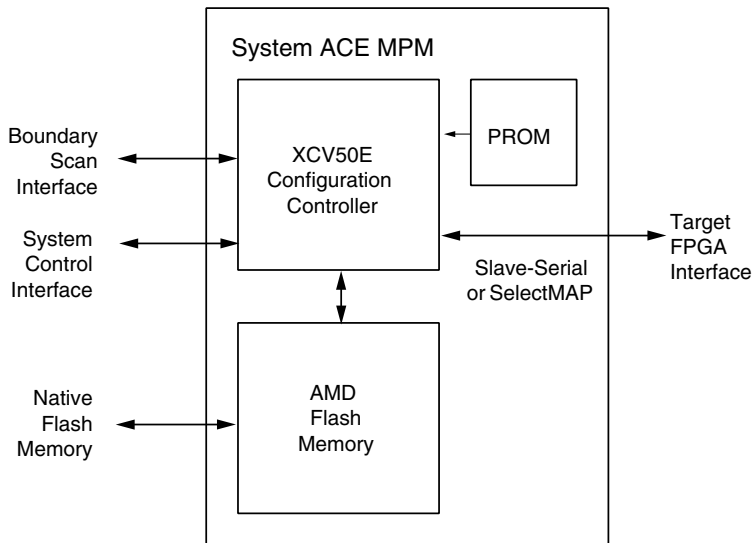 System ACE MPM
Boundary
Scan
Interface
XCV50E
Configuration
Controller
PROM
System
Control
Interface
Slave-Serial
or SelectMAP
Target
FPGA
Interface
Native
Flash
Memory
AMD
Flash
Memory